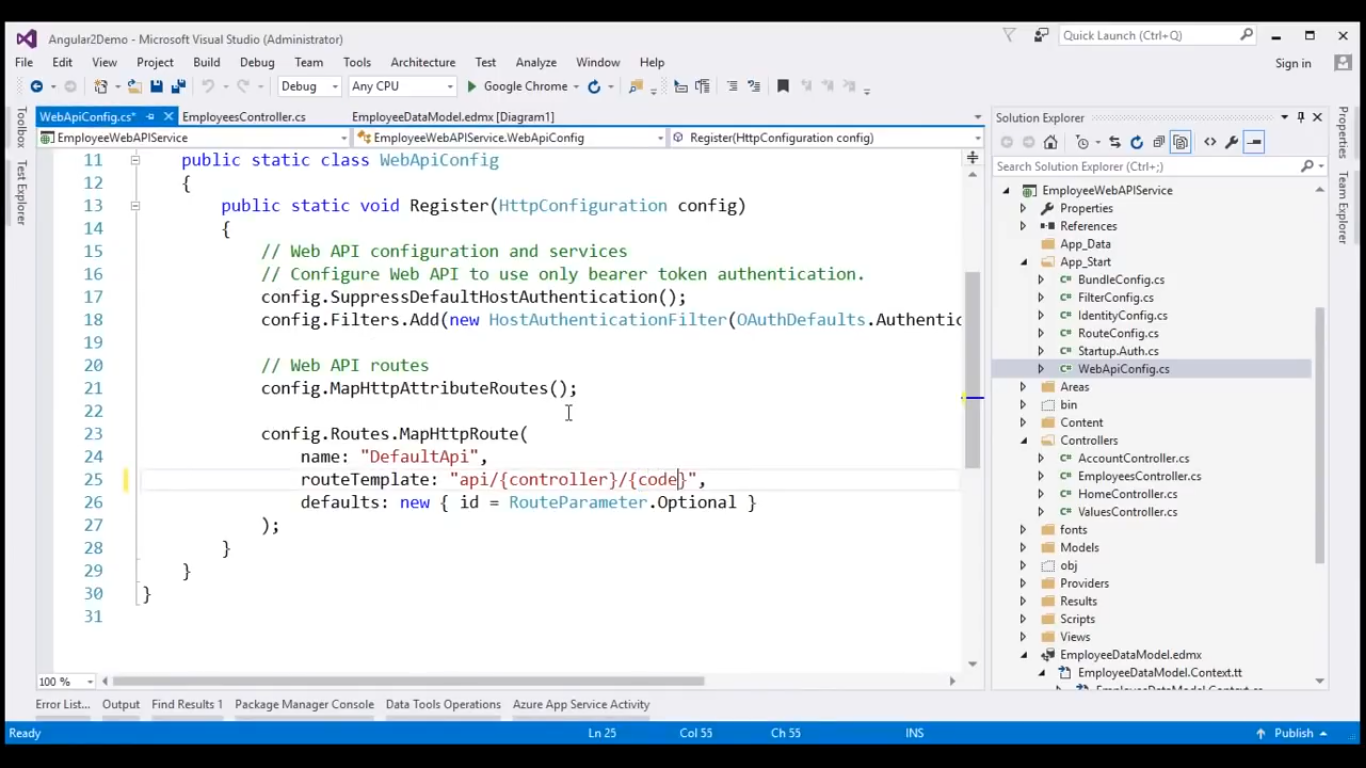 Angular2Demo - Microsoft Visual Studio (Administrator)
Quick Launch (Ctrl+Q)
File Edit View Project Build Debug Team Tools Architecture Test Analyze Window Help
Sign in
Debug Any CPU Google Chrome
WebApiConfig.cs* EmployeesController.cs EmployeeDataModel.edmx [Diagram1]
EmployeeWebAPIService EmployeeWebAPIService.WebApiConfig Register(HttpConfiguration config)
Toolbox
Test Explorer
11 public static class WebApiConfig
12 {
13 public static void Register(HttpConfiguration config)
14 {
15 // Web API configuration and services
16 // Configure Web API to use only bearer token authentication.
17 config.SuppressDefaultHostAuthentication();
18 config.Filters.Add(new HostAuthenticationFilter(OAuthDefaults.Authentic
19
20 // Web API routes
21 config.MapHttpAttributeRoutes();
22
23 config.Routes.MapHttpRoute(
24 name: "DefaultApi",
25 routeTemplate: "api/{controller}/{code}",
26 defaults: new { id = RouteParameter.Optional }
27 );
28 }
29 }
30 }
31
100 %
Solution Explorer
Search Solution Explorer (Ctrl+;)
EmployeeWebAPIService
Properties
References
App_Data
App_Start
BundleConfig.cs
FilterConfig.cs
IdentityConfig.cs
RouteConfig.cs
Startup.Auth.cs
WebApiConfig.cs
Areas
bin
Content
Controllers
AccountController.cs
EmployeesController.cs
HomeController.cs
ValuesController.cs
fonts
Models
obj
Providers
Results
Scripts
Views
EmployeeDataModel.edmx
EmployeeDataModel.Context.tt
EmployeeDataModel.Context.cs
Properties
Team Explorer
Error List... Output Find Results 1 Package Manager Console Data Tools Operations Azure App Service Activity
Ready Ln 25 Col 55 Ch 55 INS Publish